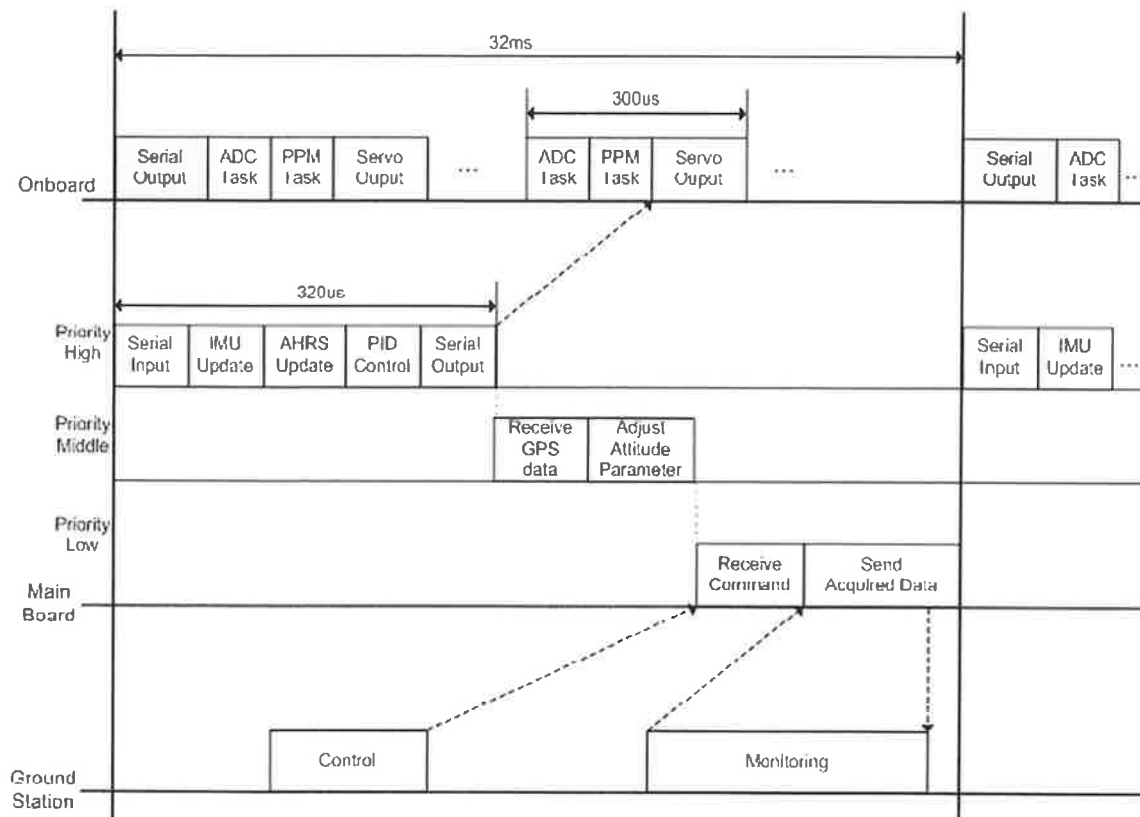 32ms
300us
Serial
Output
ADC
Task
PPM
Task
Servo
Ouput
...
ADC
Task
PPM
Task
Servo
Ouput
...
Serial
Output
ADC
Task
...
Onboard
320us
Priority
High
Serial
Input
IMU
Update
AHRS
Update
PID
Control
Serial
Output
Serial
Input
IMU
Update
...
Priority
Middle
Receive
GPS
data
Adjust
Attitude
Parameter
Priority
Low
Receive
Command
Send
Acquired Data
Main
Board
Control
Monitoring
Ground
Station